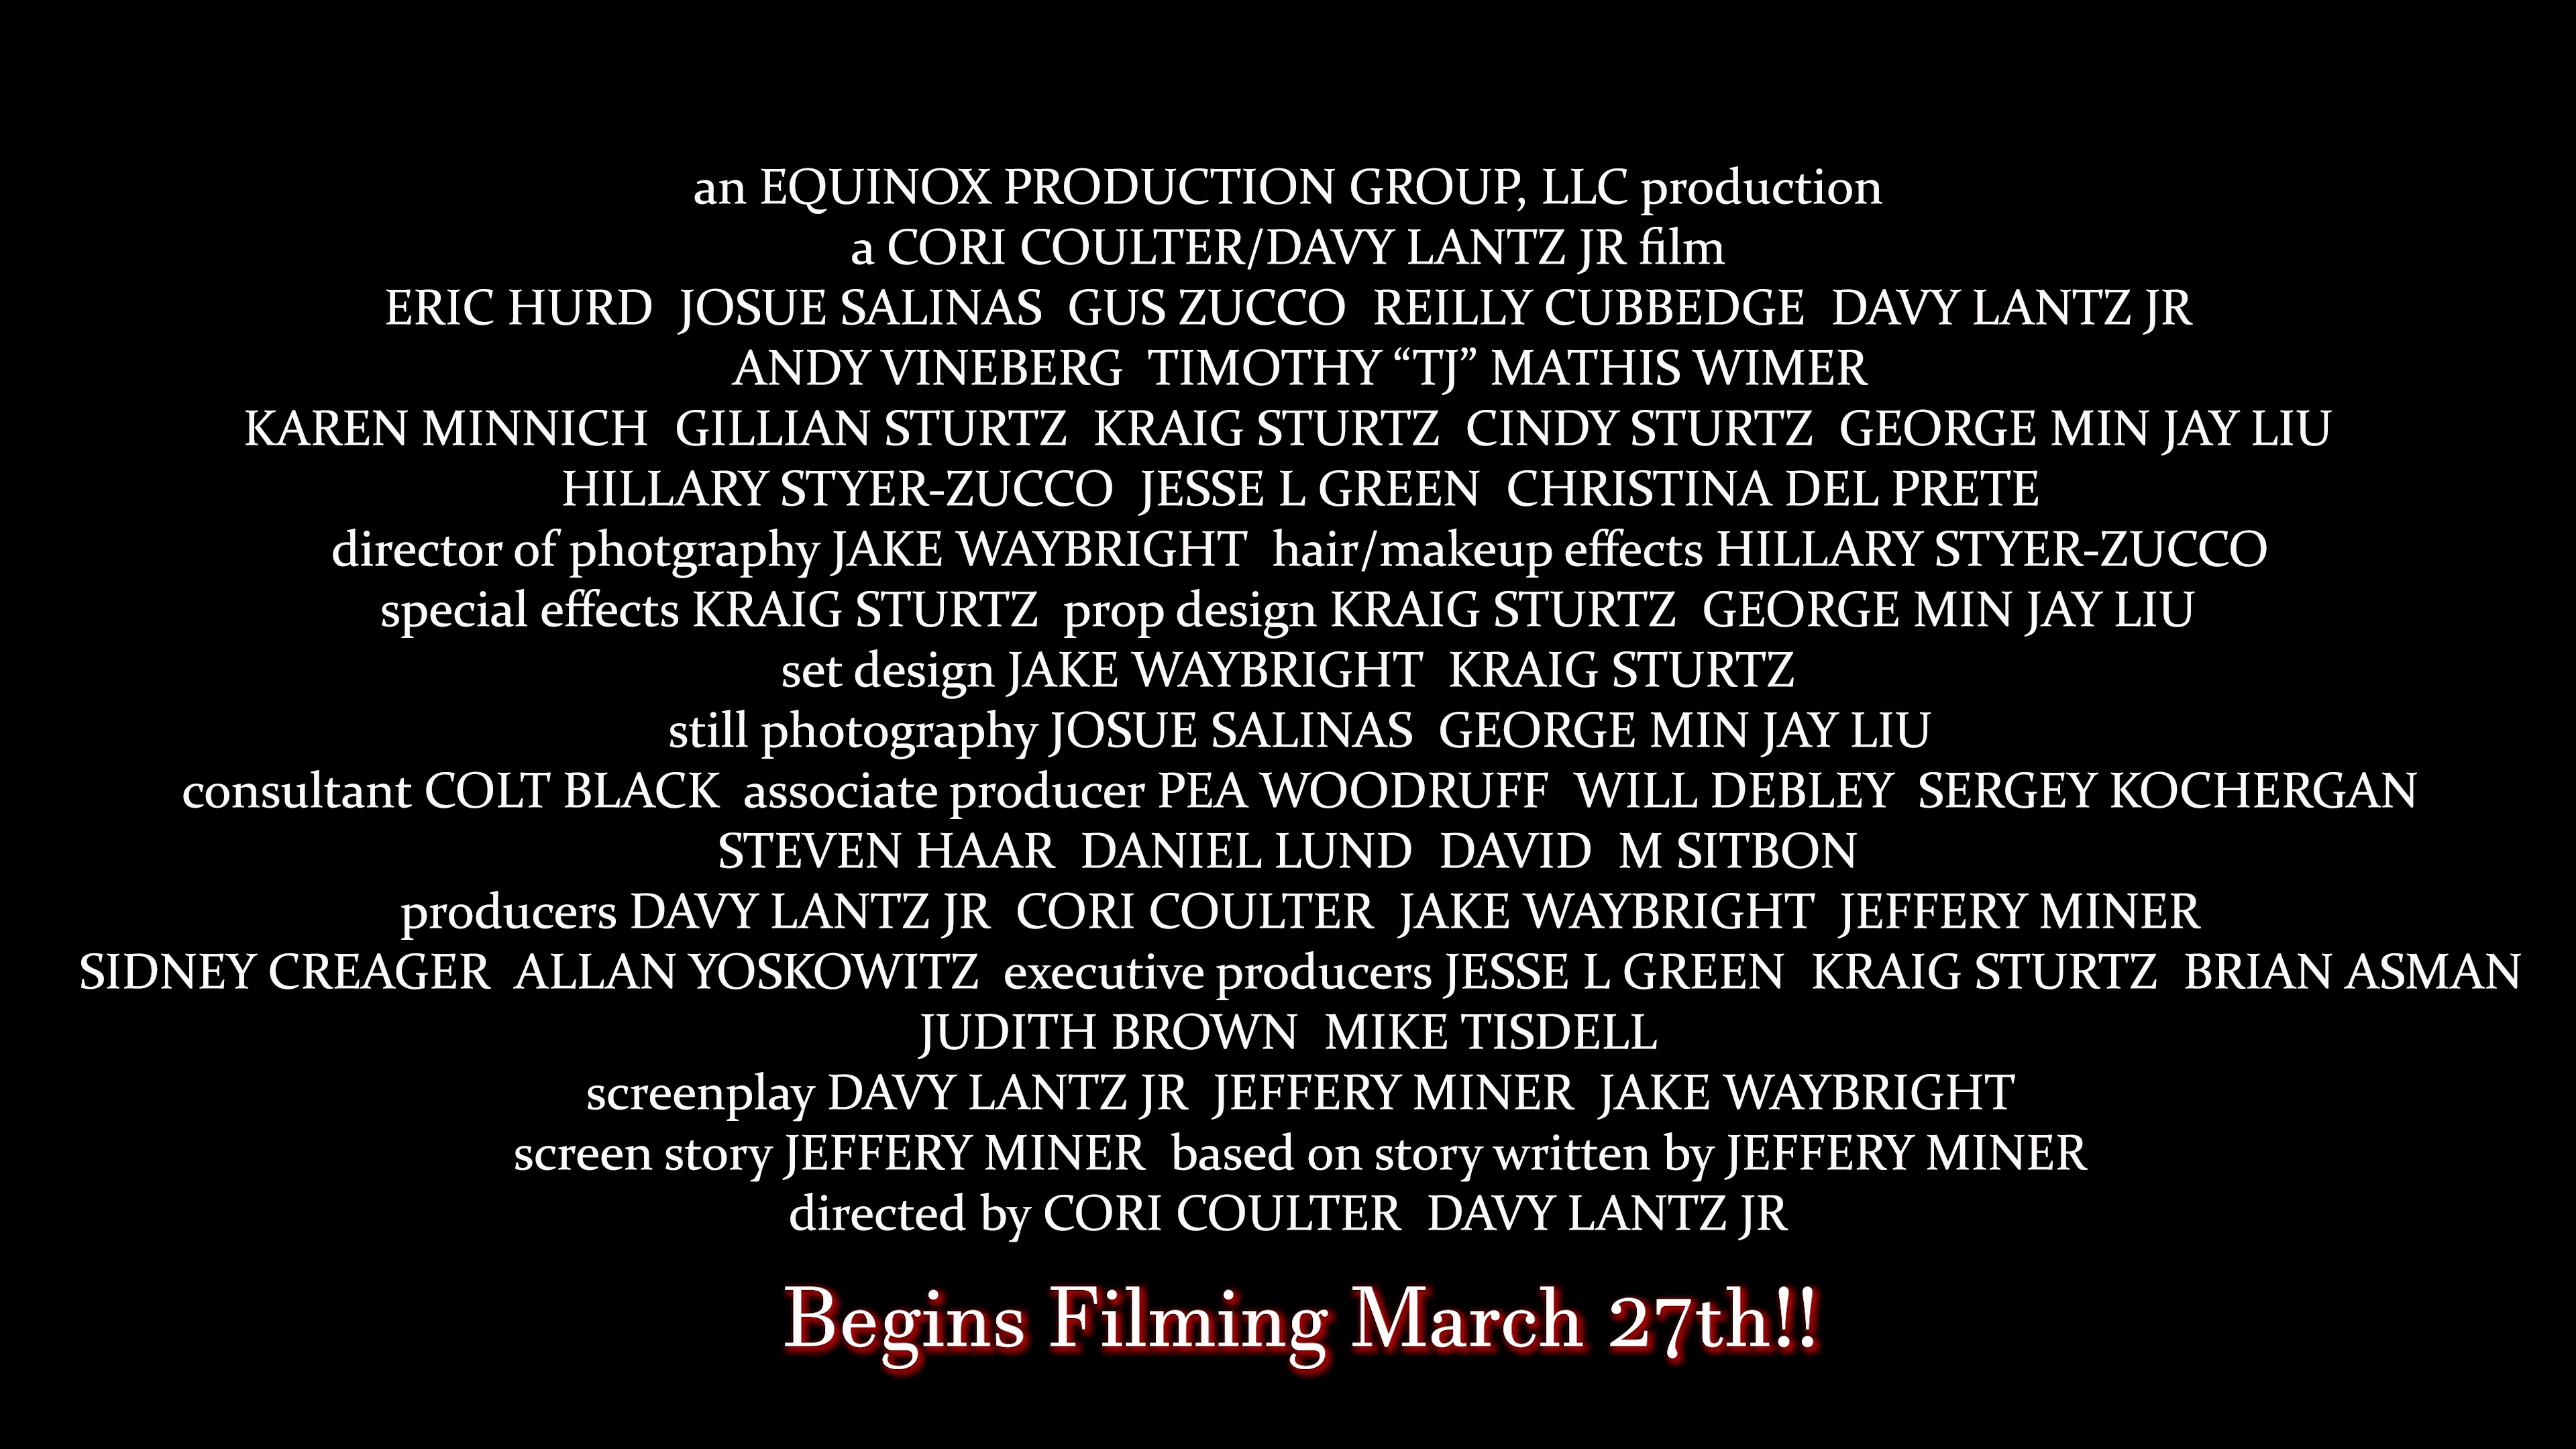 an EQUINOX PRODUCTION GROUP, LLC production
a CORI COULTER/DAVY LANTZ JR film
ERIC HURD JOSUE SALINAS GUS ZUCCO REILLY CUBBEDGE DAVY LANTZ JR
ANDY VINEBERG TIMOTHY “TJ” MATHIS WIMER
KAREN MINNICH GILLIAN STURTZ KRAIG STURTZ CINDY STURTZ GEORGE MIN JAY LIU
HILLARY STYER-ZUCCO JESSE L GREEN CHRISTINA DEL PRETE
director of photgraphy JAKE WAYBRIGHT hair/makeup effects HILLARY STYER-ZUCCO
special effects KRAIG STURTZ prop design KRAIG STURTZ GEORGE MIN JAY LIU
set design JAKE WAYBRIGHT KRAIG STURTZ
still photography JOSUE SALINAS GEORGE MIN JAY LIU
consultant COLT BLACK associate producer PEA WOODRUFF WILL DEBLEY SERGEY KOCHERGAN
STEVEN HAAR DANIEL LUND DAVID M SITBON
producers DAVY LANTZ JR CORI COULTER JAKE WAYBRIGHT JEFFERY MINER
SIDNEY CREAGER ALLAN YOSKOWITZ executive producers JESSE L GREEN KRAIG STURTZ BRIAN ASMAN
JUDITH BROWN MIKE TISDELL
screenplay DAVY LANTZ JR JEFFERY MINER JAKE WAYBRIGHT
screen story JEFFERY MINER based on story written by JEFFERY MINER
directed by CORI COULTER DAVY LANTZ JR
Begins Filming March 27th!!